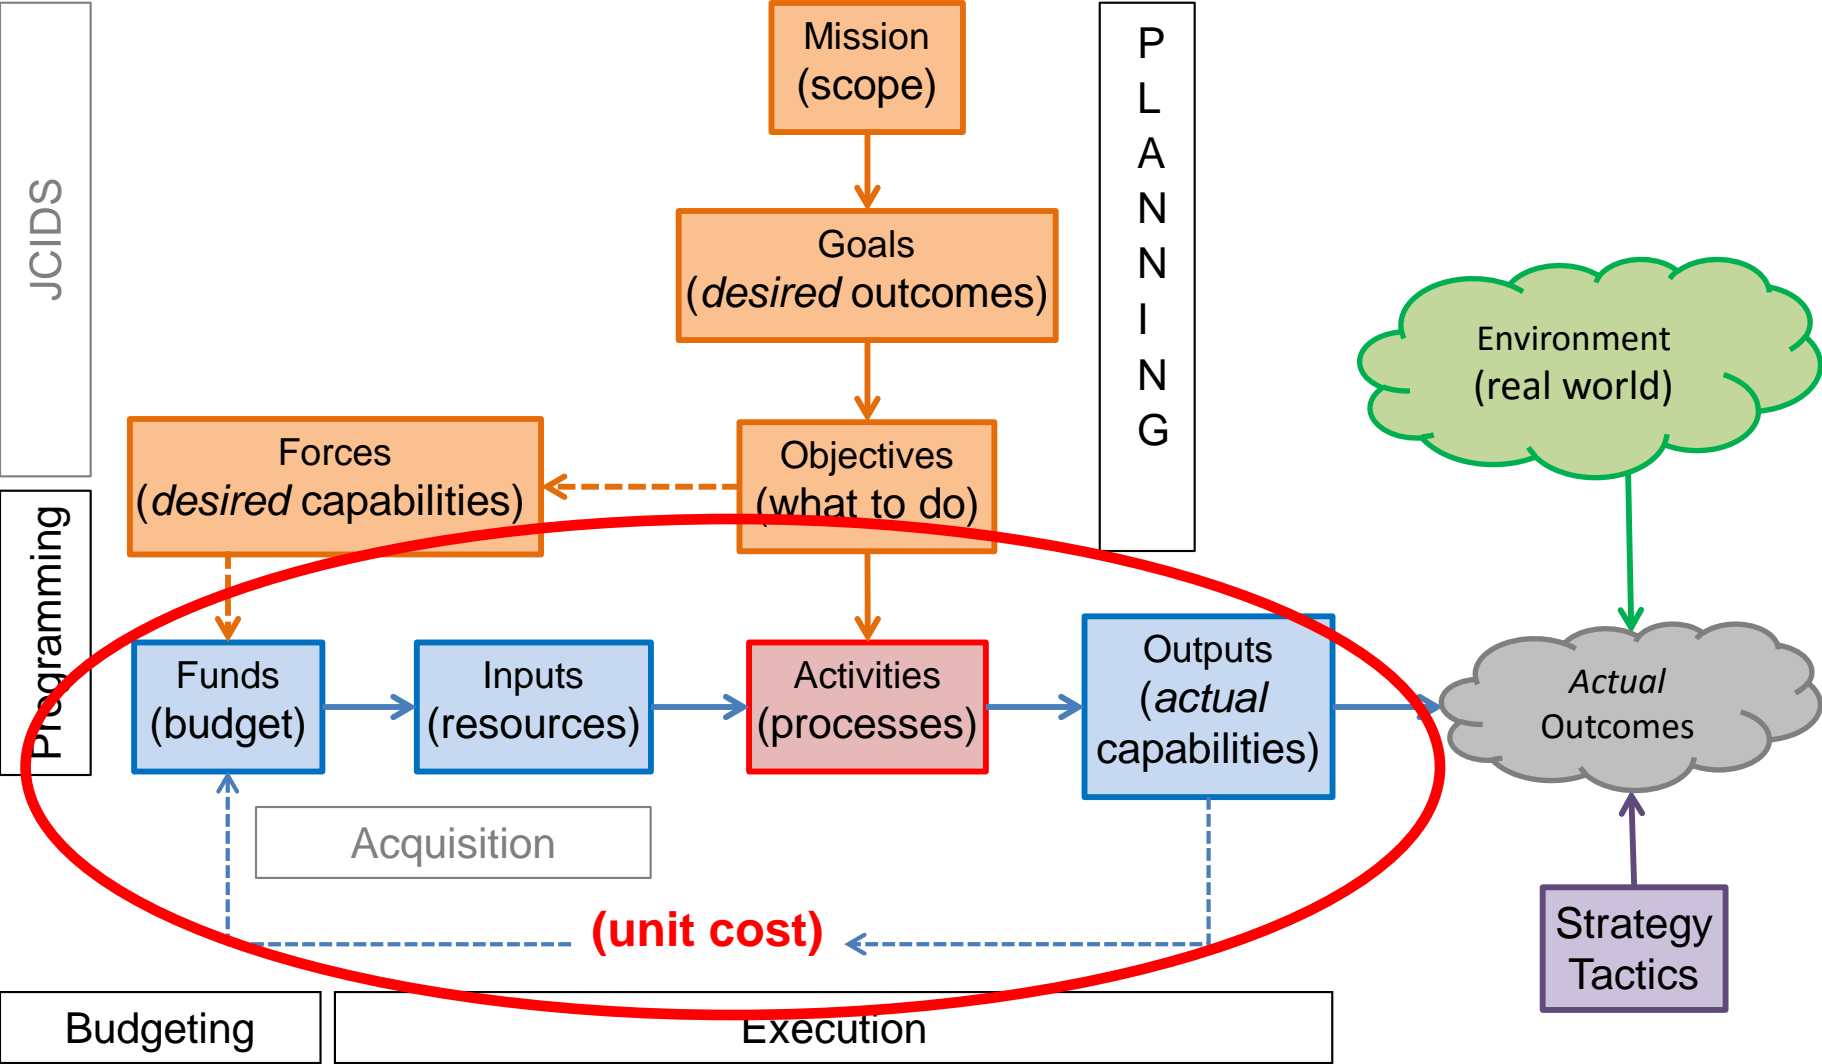 Mission
(scope)
PLANNING
JCIDS
Goals
(desired outcomes)
Environment
(real world)
Forces
(desired capabilities)
Objectives
(what to do)
Programming
Funds
(budget)
Inputs
(resources)
Activities
(processes)
Outputs
(actual
capabilities)
Actual
Outcomes
Acquisition
(unit cost)
Strategy
Tactics
Budgeting
Execution